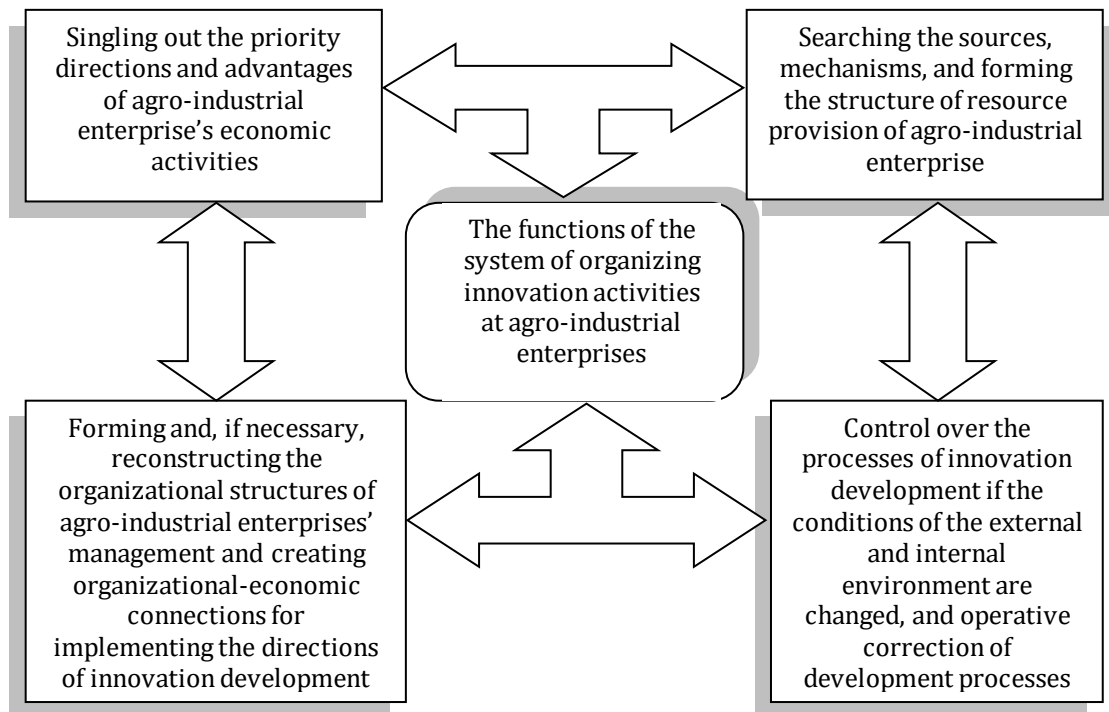 Singling out the priority
directions and advantages
of agro-industrial
enterprise’s economic
activities
Searching the sources,
mechanisms, and forming
the structure of resource
provision of agro-industrial
enterprise
The functions of the
system of organizing
innovation activities
at agro-industrial
enterprises
Forming and, if necessary,
reconstructing the
organizational structures of
agro-industrial enterprises’
management and creating
organizational-economic
connections for
implementing the directions
of innovation development
Control over the
processes of innovation
development if the
conditions of the external
and internal
environment are
changed, and operative
correction of
development processes